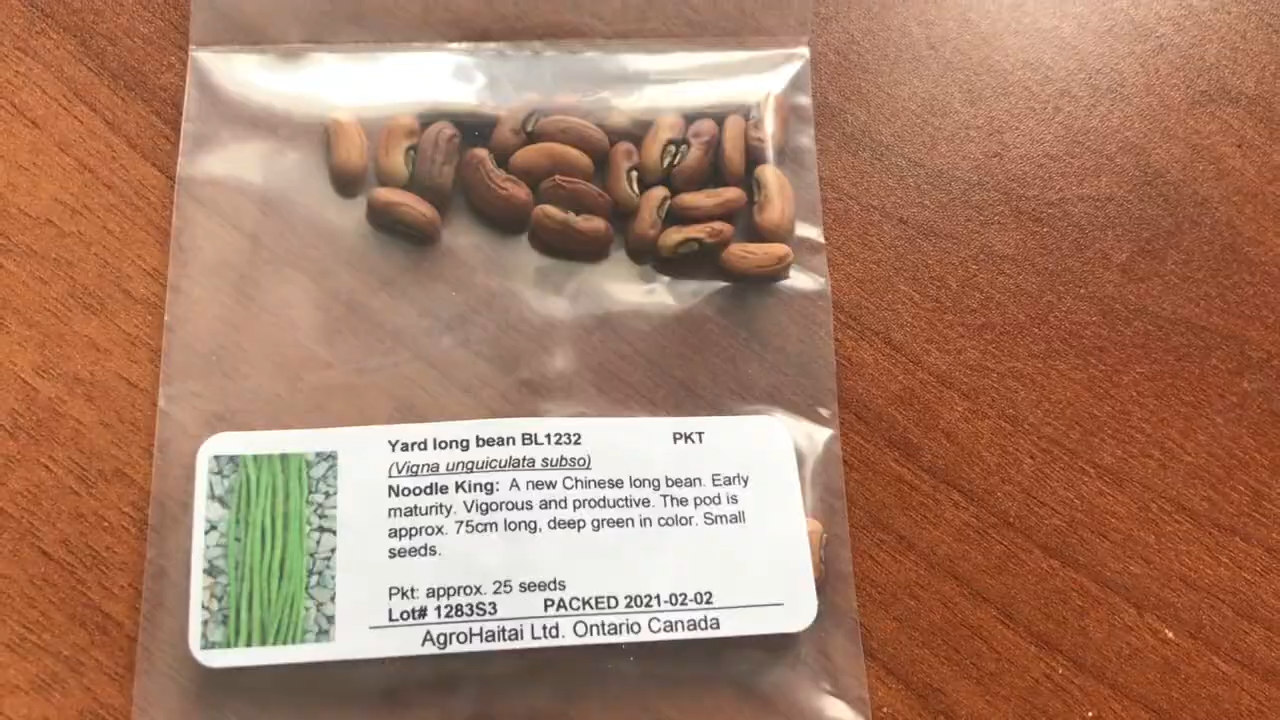 Yard long bean BL1232 PKT
(Vigna unguiculata subso)
Noodle King: A new Chinese long bean. Early
maturity. Vigorous and productive. The pod is
approx. 75cm long, deep green in color. Small
seeds.
Pkt: approx. 25 seeds
Lot# 1283S3 PACKED 2021-02-02
AgroHaitai Ltd. Ontario Canada